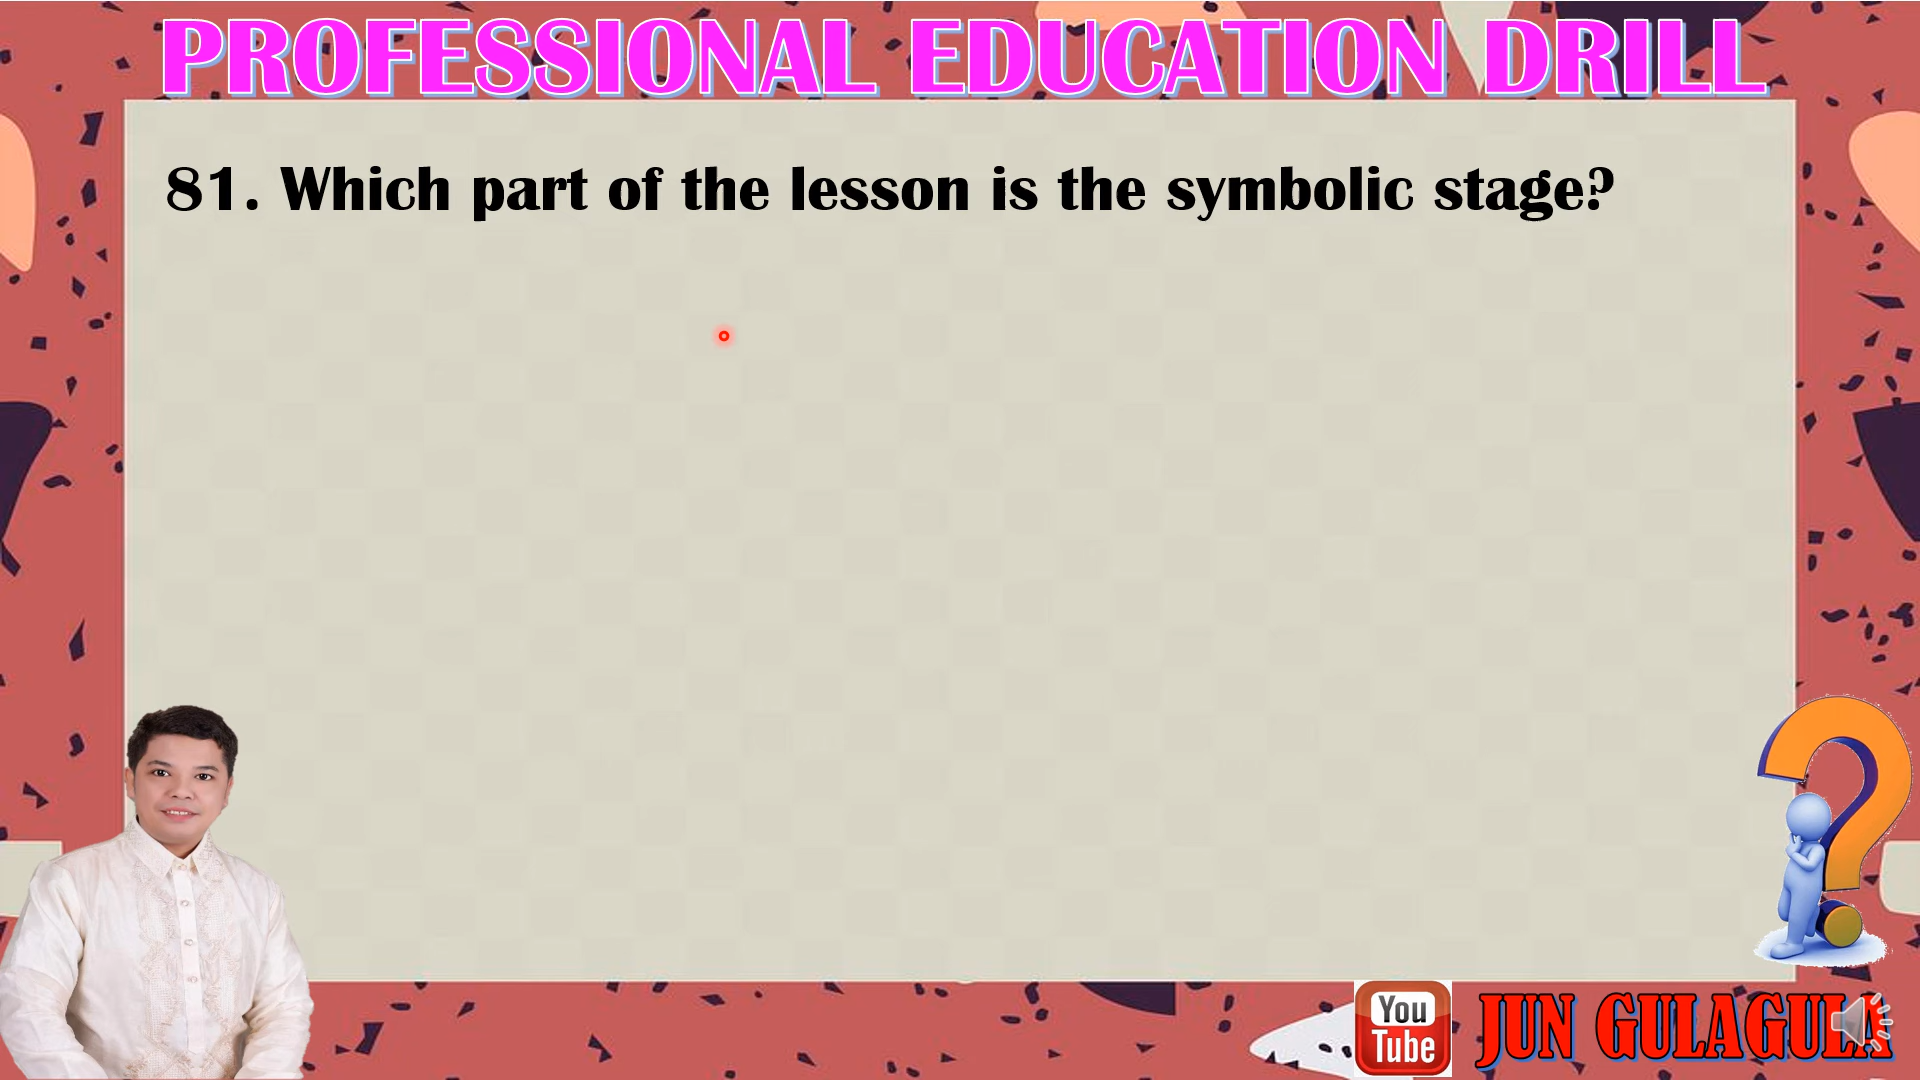 PROFESSIONAL EDUCATION DRILL
81. Which part of the lesson is the symbolic stage?
You
Tube
JUN GULAGULA